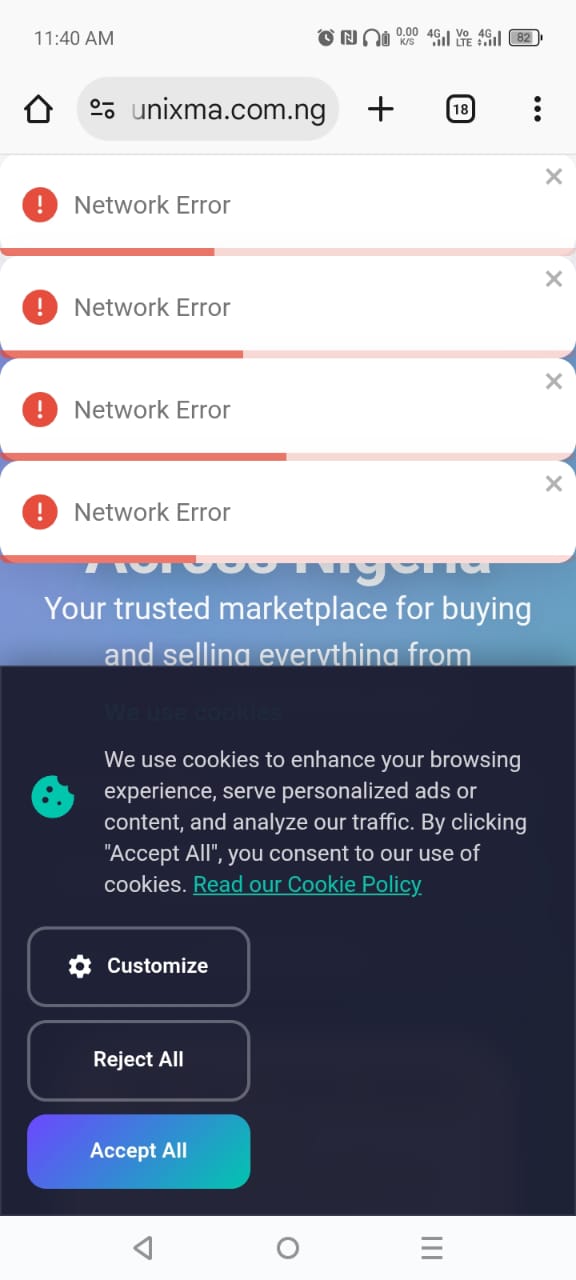 11:40 AM
0.00
K/S
4G
Vo
LTE
4G
82
unixma.com.ng
18
Network Error
Network Error
Network Error
Network Error
Across Nigeria
Your trusted marketplace for buying
and selling everything from
We use cookies
We use cookies to enhance your browsing
experience, serve personalized ads or
content, and analyze our traffic. By clicking
"Accept All", you consent to our use of
cookies. Read our Cookie Policy
Customize
Reject All
Accept All